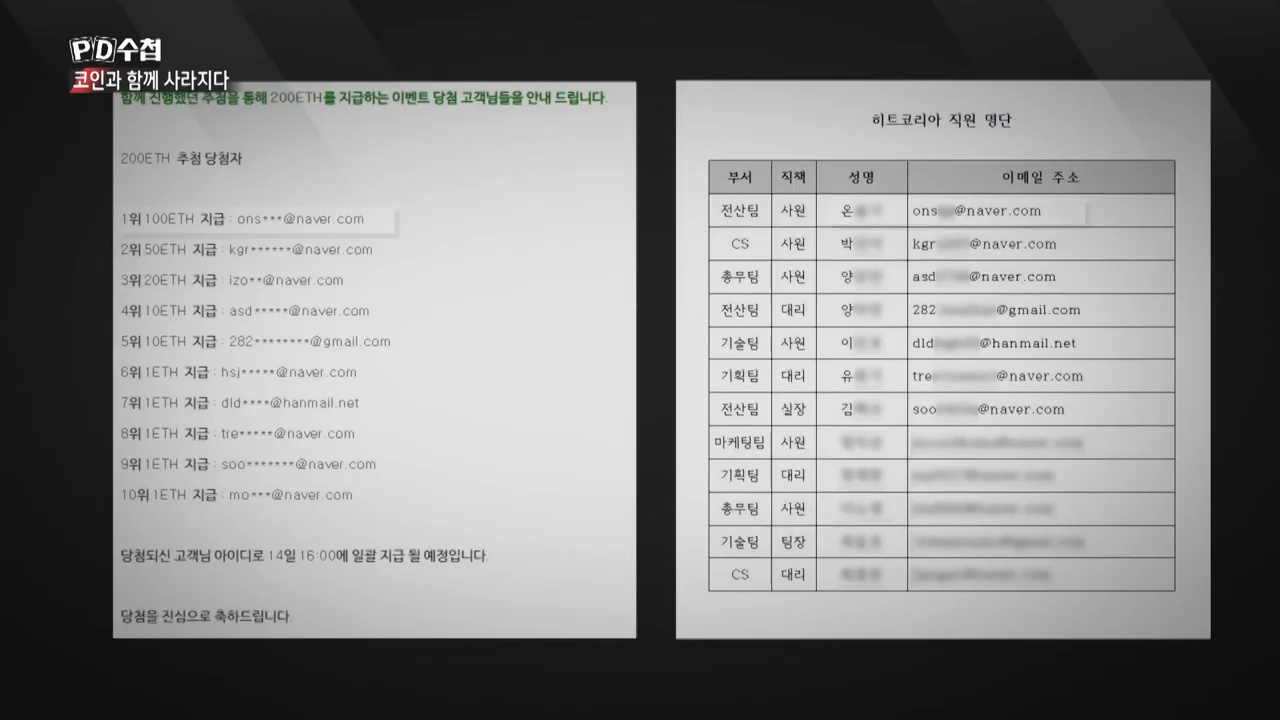 PD수첩
코인과 함께 사라지다
함께 진행했던 추첨을 통해 200ETH를 지급하는 이벤트 당첨 고객님들을 안내 드립니다.
200ETH 추첨 당첨자
1위 100ETH 지급 : ons***@naver.com
2위 50ETH 지급 : kgr******@naver.com
3위 20ETH 지급 : izo**@naver.com
4위 10ETH 지급 : asd*****@naver.com
5위 10ETH 지급 : 282********@gmail.com
6위 1ETH 지급 : hsj*****@naver.com
7위 1ETH 지급 : dld****@hanmail.net
8위 1ETH 지급 : tre*****@naver.com
9위 1ETH 지급 : soo*******@naver.com
10위 1ETH 지급 : mo***@naver.com
당첨되신 고객님 아이디로 14일 16:00에 일괄 지급 될 예정입니다.
당첨을 진심으로 축하드립니다.
히트코리아 직원 명단
부서 직책 성명 이메일 주소
전산팀 사원 온 ons @naver.com
CS 사원 박 kgr @naver.com
총무팀 사원 양 asd @naver.com
전산팀 대리 양 282 @gmail.com
기술팀 사원 이 dld @hanmail.net
기획팀 대리 유 tre @naver.com
전산팀 실장 김 soo @naver.com
마케팅팀 사원
기획팀 대리
총무팀 사원
기술팀 팀장
CS 대리